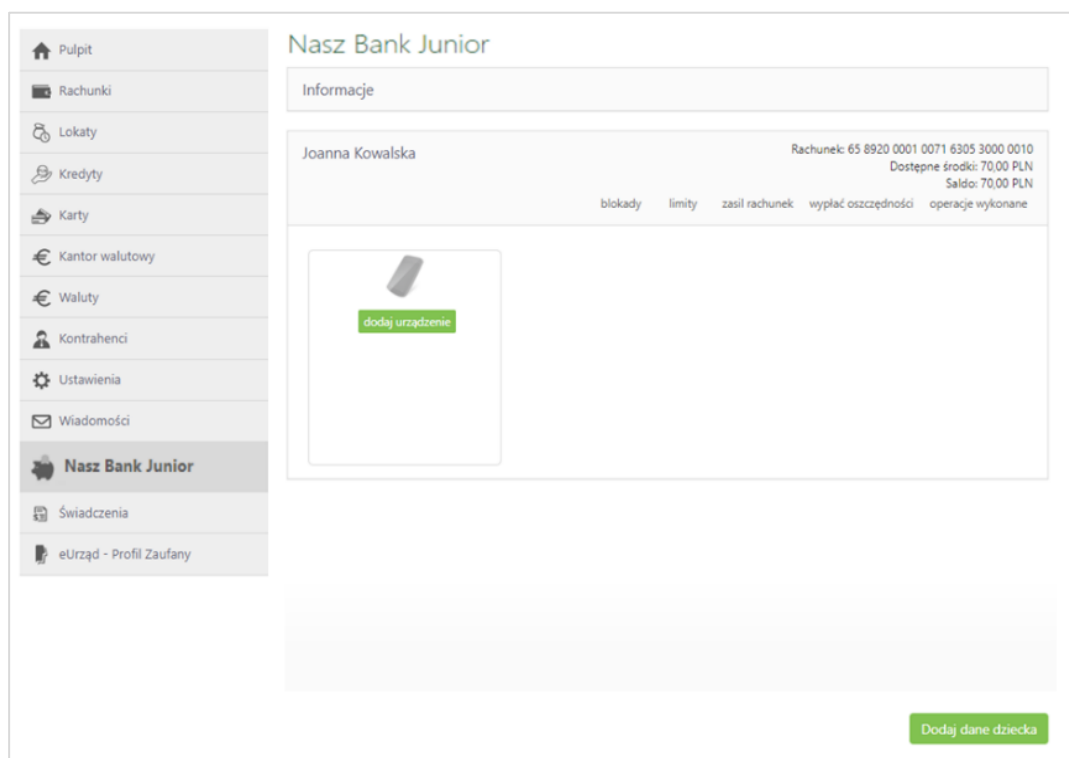 Pulpit
Rachunki
Lokaty
Kredyty
Karty
Kantor walutowy
Waluty
Kontrahenci
Ustawienia
Wiadomości
Nasz Bank Junior
Świadczenia
eUrząd - Profil Zaufany
Nasz Bank Junior
Informacje
Joanna Kowalska
Rachunek: 65 8920 0001 0071 6305 3000 0010
Dostępne środki: 70,00 PLN
Saldo: 70,00 PLN
blokady limity zasil rachunek wypłać oszczędności operacje wykonane
dodaj urządzenie
Dodaj dane dziecka